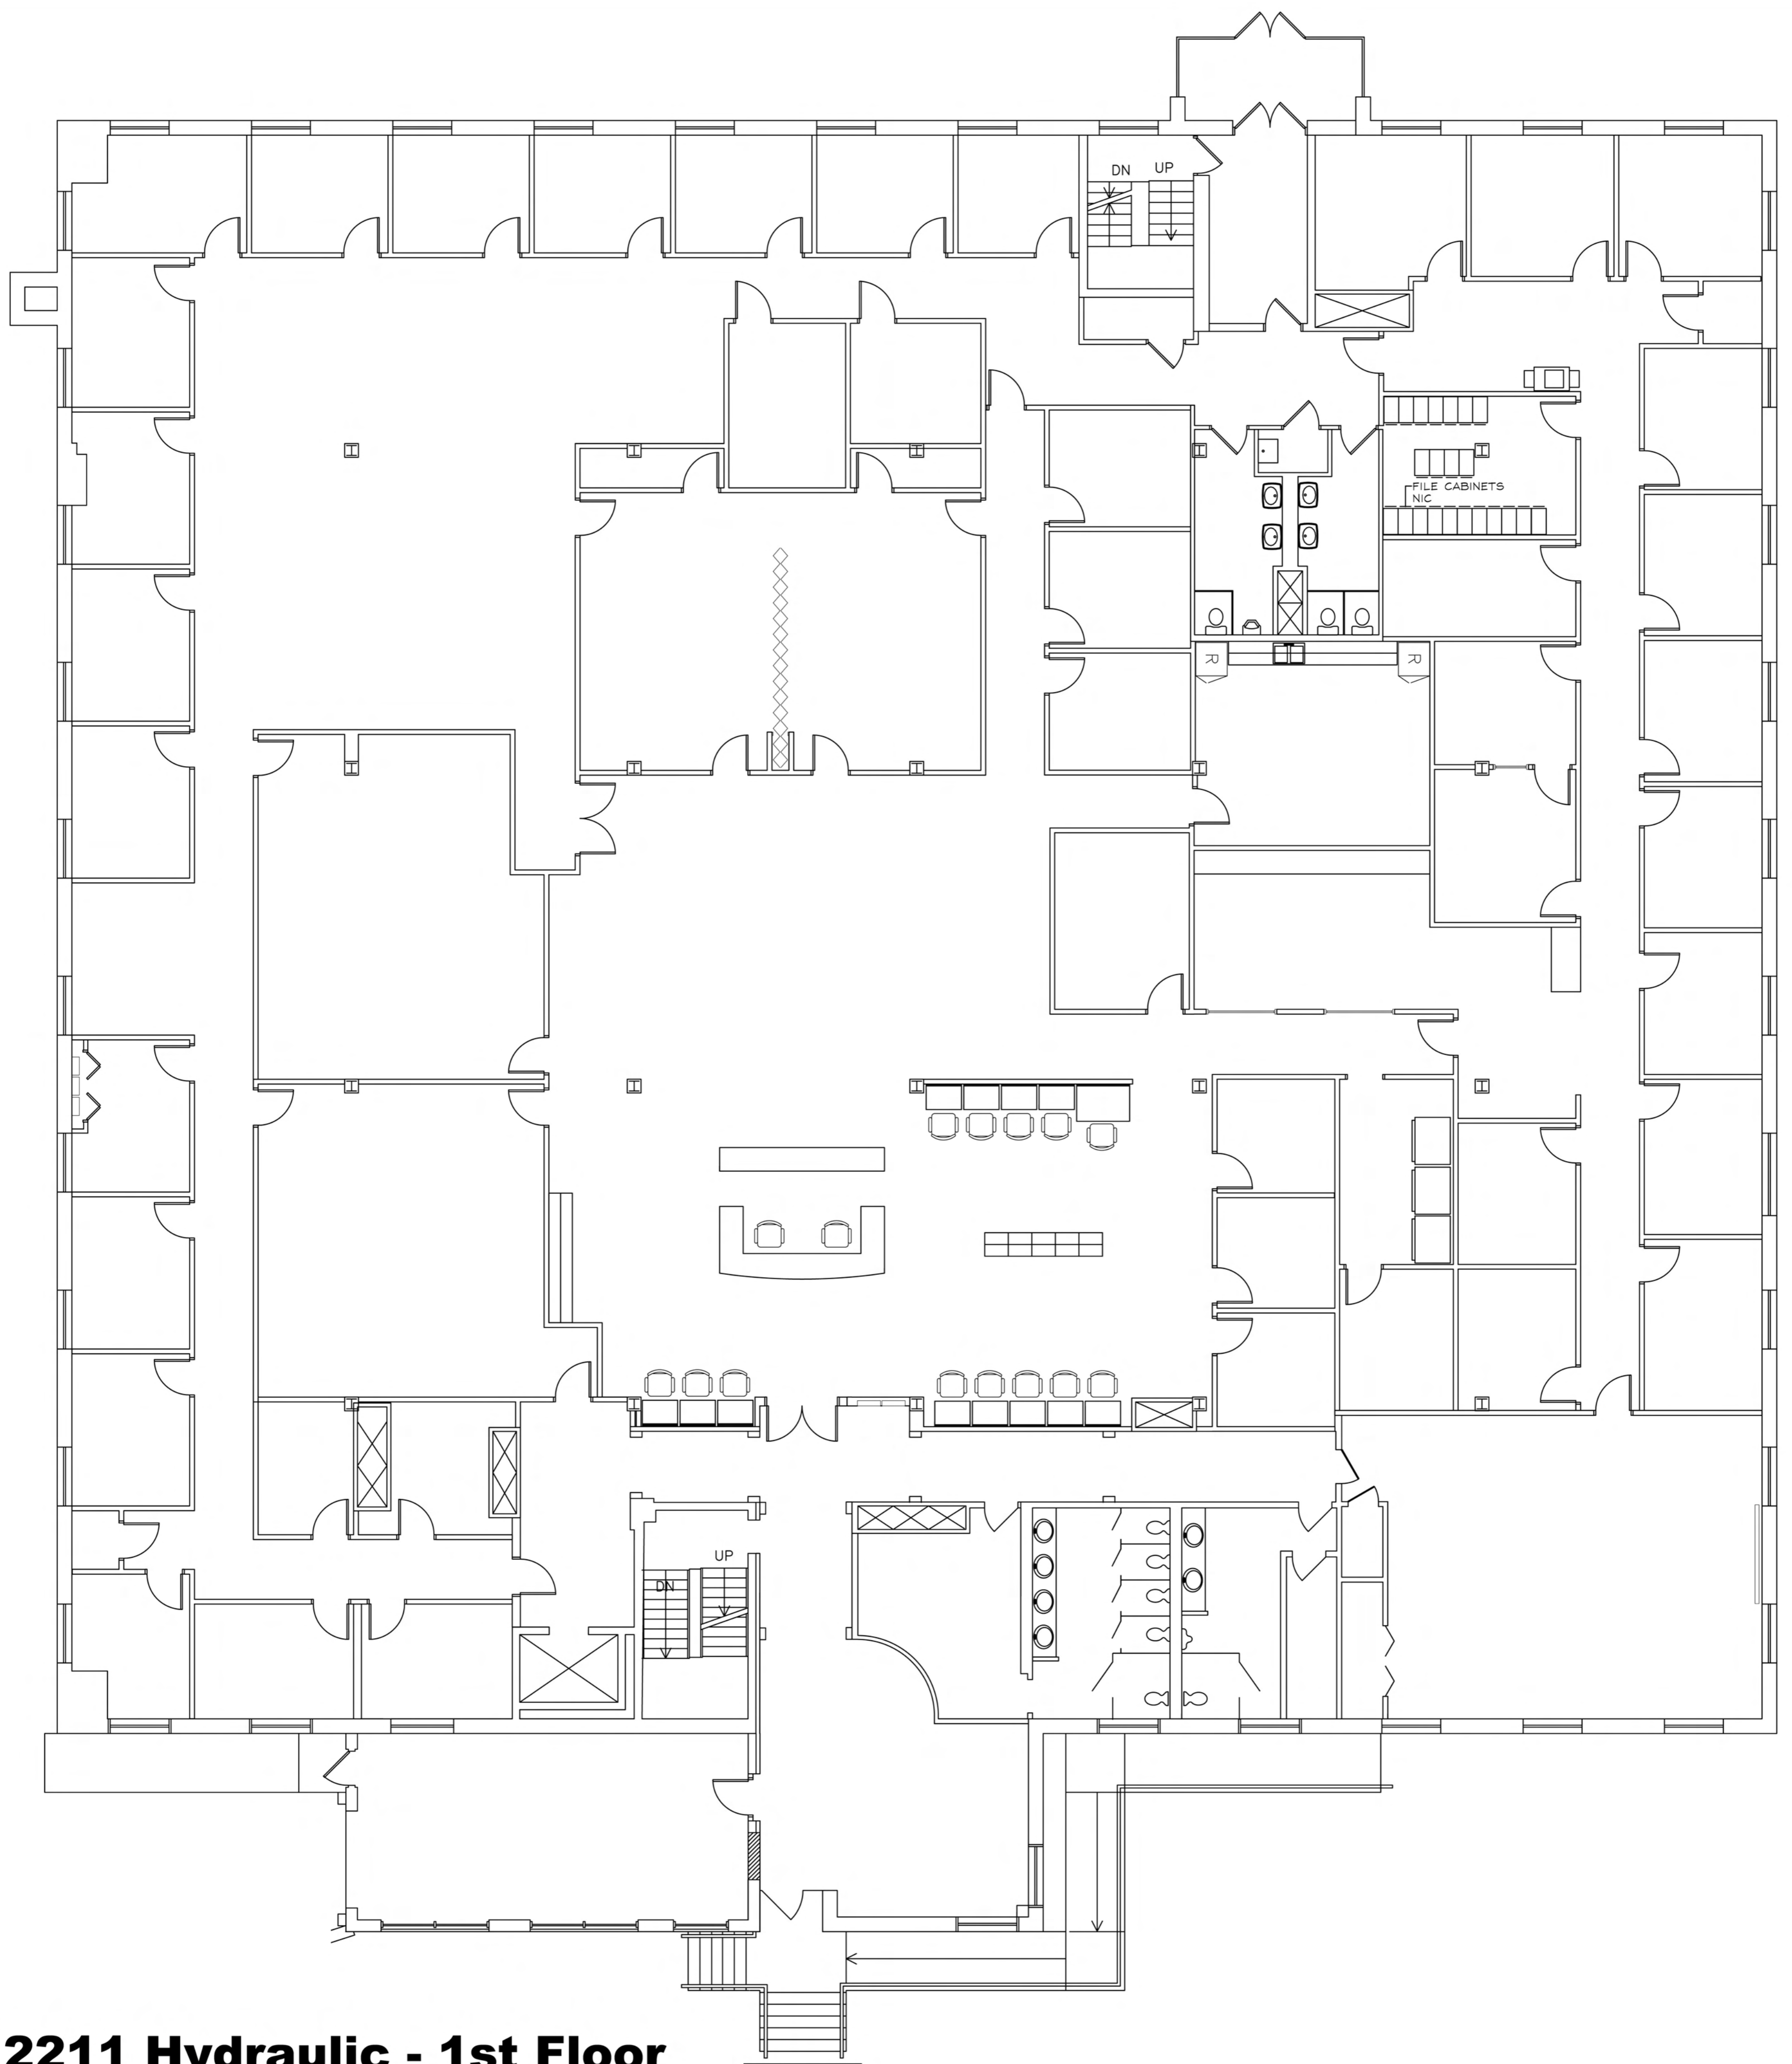 DN UP
FILE CABINETS
NIC
R R
UP
DN
2211 Hydraulic - 1st Floor